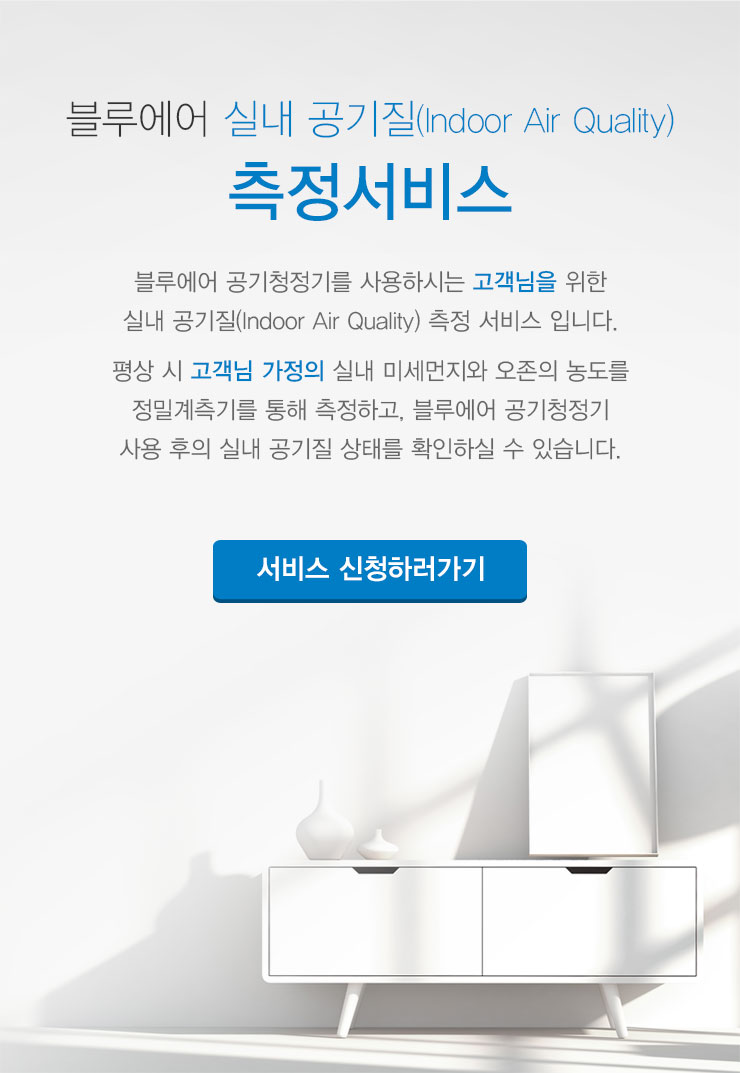 블루에어 실내 공기질(Indoor Air Quality)
측정서비스
블루에어 공기청정기를 사용하시는 고객님을 위한
실내 공기질(Indoor Air Quality) 측정 서비스 입니다.
평상 시 고객님 가정의 실내 미세먼지와 오존의 농도를
정밀계측기를 통해 측정하고, 블루에어 공기청정기
사용 후의 실내 공기질 상태를 확인하실 수 있습니다.
서비스 신청하러가기